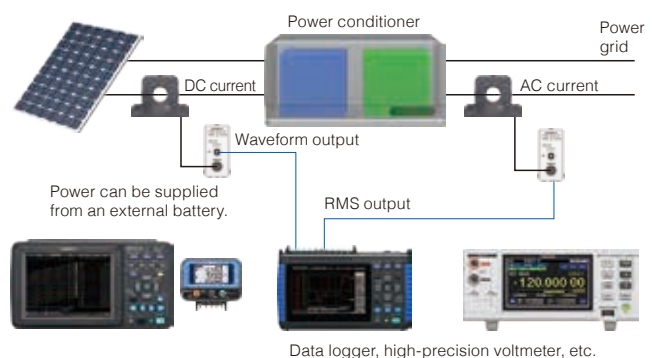 Power conditioner
Power
grid
DC current
AC current
Waveform output
Power can be supplied
from an external battery.
RMS output
120.000 00
Data logger, high-precision voltmeter, etc.